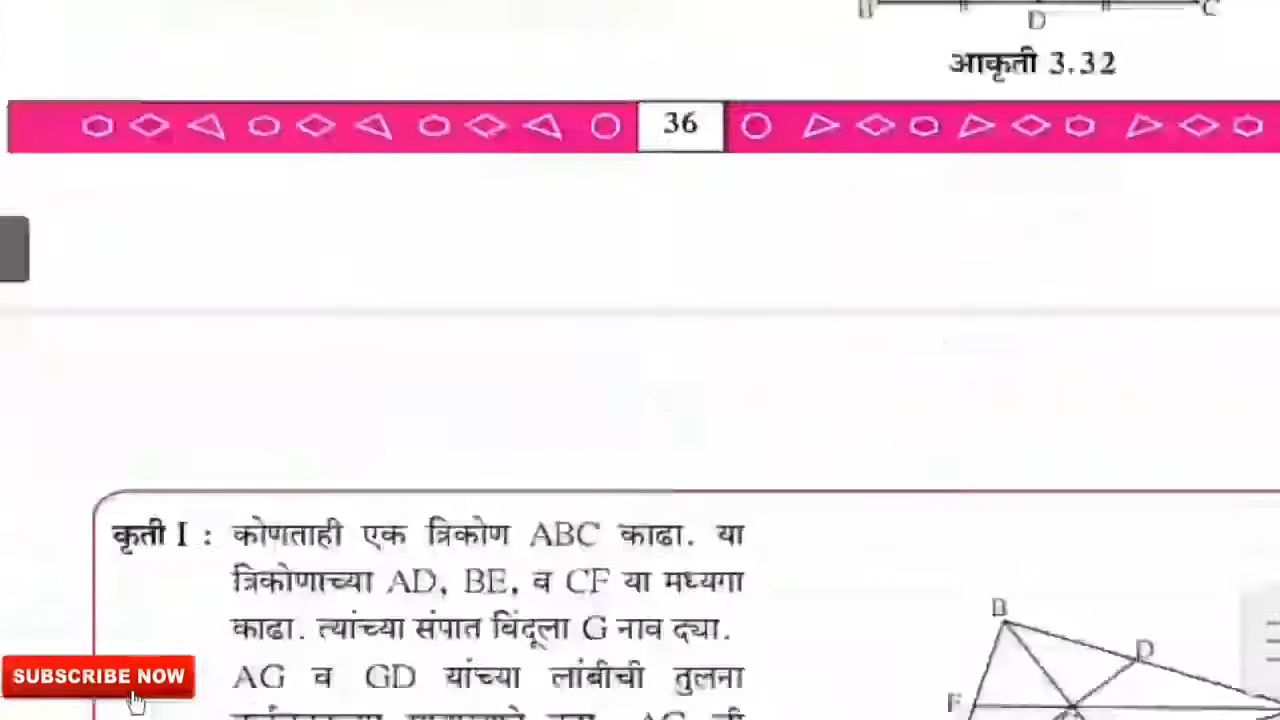 B D C
आकृती 3.32
36
कृती I : कोणताही एक त्रिकोण ABC काढा. या
त्रिकोणाच्या AD, BE, व CF या मध्यगा
काढा. त्यांच्या संपात बिंदूला G नाव द्या.
AG व GD यांच्या लांबीची तुलना
B
D
F
SUBSCRIBE NOW